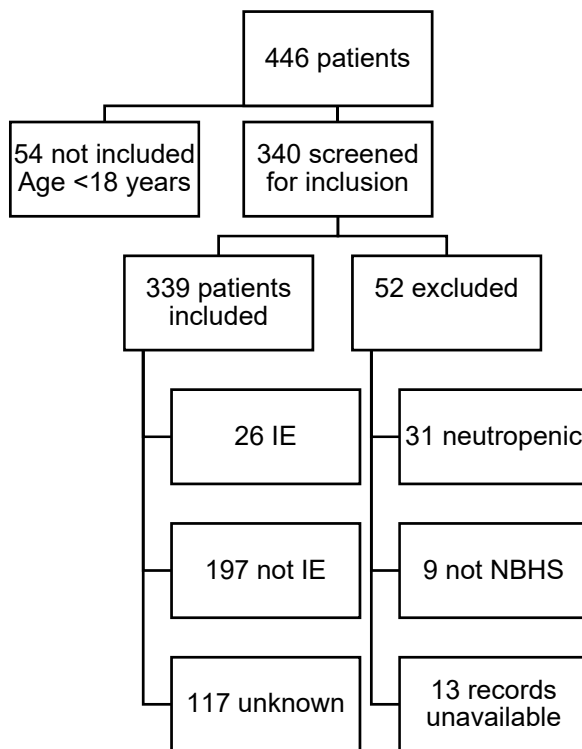 446 patients
54 not included
Age <18 years
340 screened
for inclusion
339 patients
included
52 excluded
26 IE
31 neutropenic
197 not IE
9 not NBHS
117 unknown
13 records
unavailable